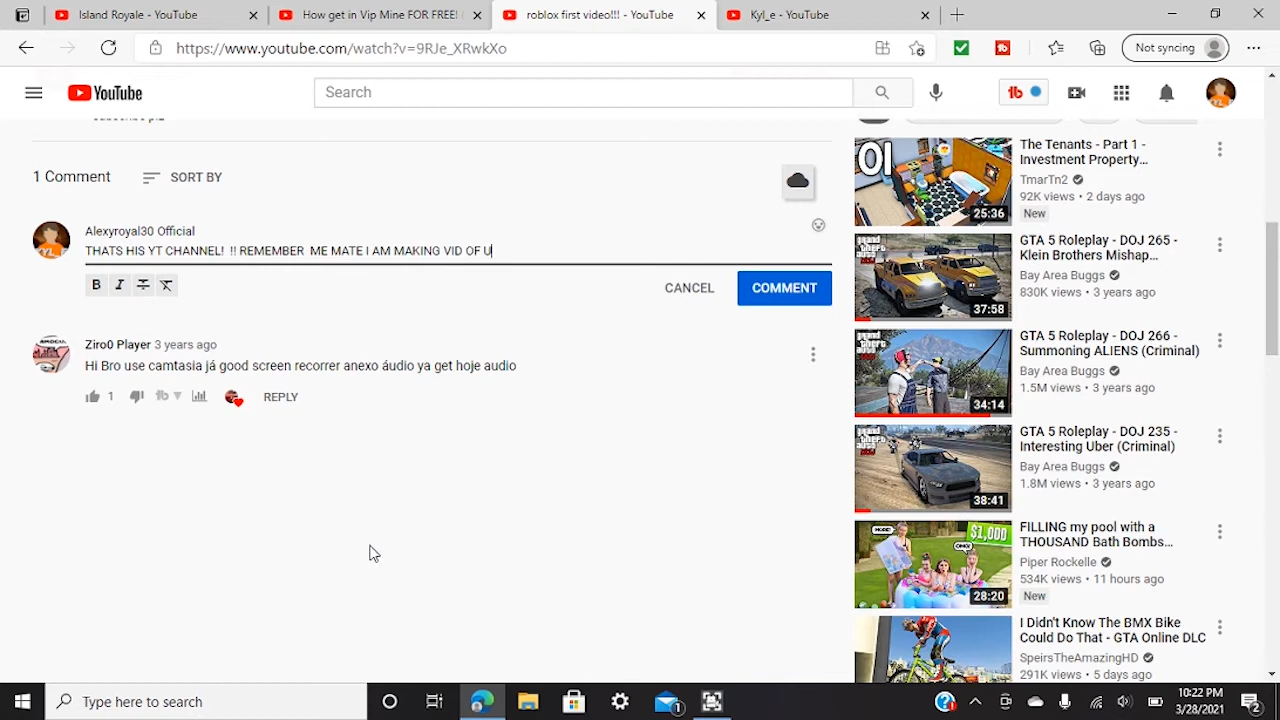 Island Royale - YouTube
How get in Vip Mine FOR FREE! (
roblox first video!!! - YouTube
Kyl_e - YouTube
https://www.youtube.com/watch?v=9RJe_XRwkXo
Not syncing
YouTube
Search
1 Comment
SORT BY
Alexyroyal30 Official
THATS HIS YT CHANNEL! !! REMEMBER ME MATE I AM MAKING VID OF U
B I
CANCEL
COMMENT
Ziro0 Player 3 years ago
Hi Bro use camtasia já good screen recorrer anexo áudio ya get hoje audio
1
REPLY
01
25:36
The Tenants - Part 1 -
Investment Property...
TmarTn2
92K views • 2 days ago
New
37:58
GTA 5 Roleplay - DOJ 265 -
Klein Brothers Mishap...
Bay Area Buggs
830K views • 3 years ago
34:14
GTA 5 Roleplay - DOJ 266 -
Summoning ALIENS (Criminal)
Bay Area Buggs
1.5M views • 3 years ago
38:41
GTA 5 Roleplay - DOJ 235 -
Interesting Uber (Criminal)
Bay Area Buggs
1.8M views • 3 years ago
$1,000
28:20
FILLING my pool with a
THOUSAND Bath Bombs...
Piper Rockelle
534K views • 11 hours ago
New
I Didn't Know The BMX Bike
Could Do That - GTA Online DLC
SpeirsTheAmazingHD
291K views • 5 days ago
Type here to search
10:22 PM
3/28/2021